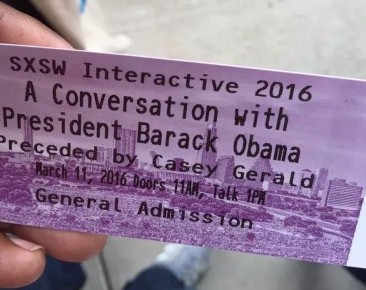 SXSW Interactive 2016
A Conversation with
President Barack Obama
Preceded by Casey Gerald
March 11, 2016 Doors 11AM, Talk 1PM
General Admission